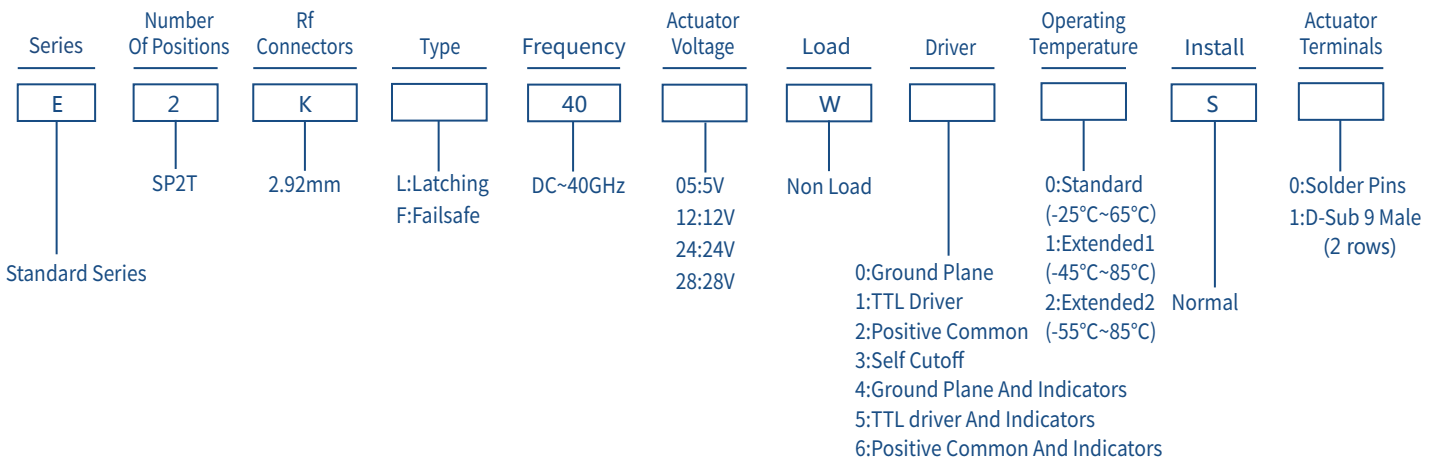 Series
Number
Of Positions
Rf
Connectors
Type
Frequency
Actuator
Voltage
Load
Driver
Operating
Temperature
Install
Actuator
Terminals
E
2
K
40
W
S
Standard Series
SP2T
2.92mm
L:Latching
F:Failsafe
DC~40GHz
05:5V
12:12V
24:24V
28:28V
Non Load
0:Ground Plane
1:TTL Driver
2:Positive Common
3:Self Cutoff
4:Ground Plane And Indicators
5:TTL driver And Indicators
6:Positive Common And Indicators
0:Standard
(-25°C~65°C)
1:Extended1
(-45°C~85°C)
2:Extended2
(-55°C~85°C)
Normal
0:Solder Pins
1:D-Sub 9 Male
(2 rows)